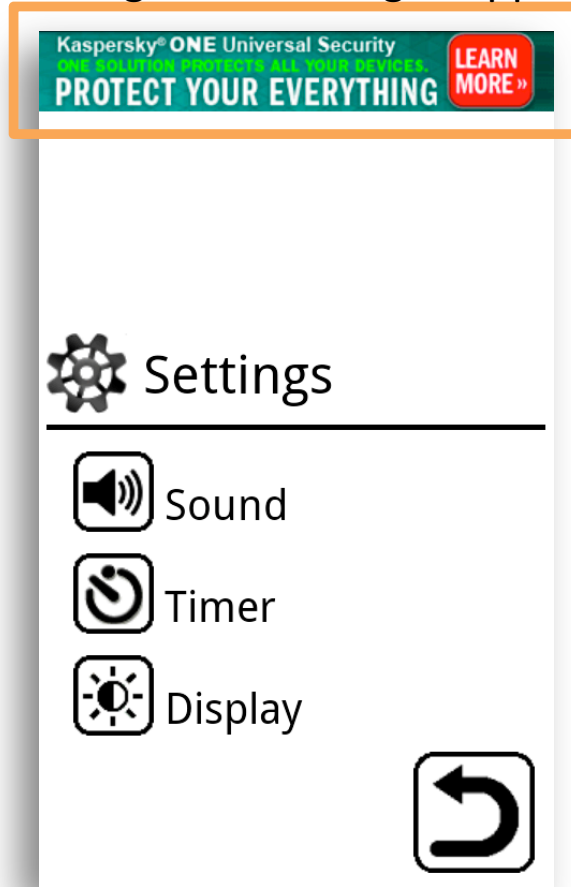 Kaspersky® ONE Universal Security
ONE SOLUTION PROTECTS ALL YOUR DEVICES.
PROTECT YOUR EVERYTHING
LEARN
MORE »
Settings
Sound
Timer
Display